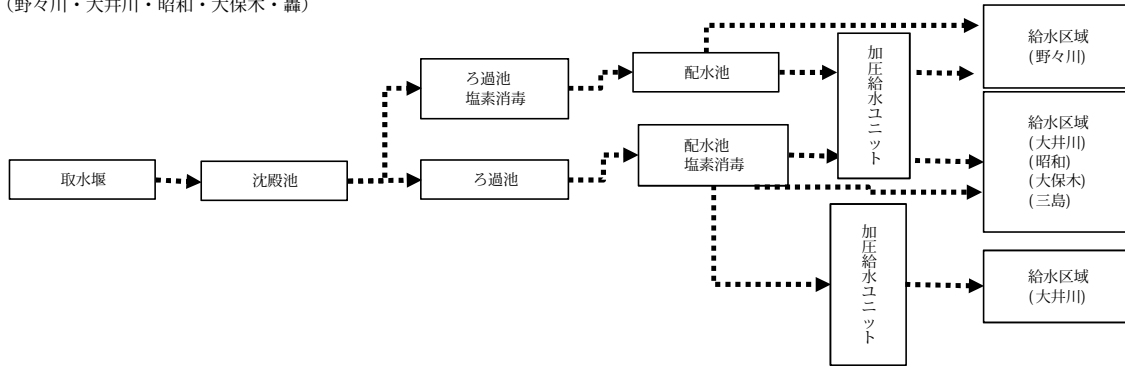 （野々川・大井川・昭和・大保木・轟）
給水区域
(野々川)
加圧給水ユニット
配水池
ろ過池
塩素消毒
給水区域
(大井川)
(昭和)
(大保木)
(三島)
配水池
塩素消毒
取水堰
沈殿池
ろ過池
加圧給水ユニット
給水区域
(大井川)